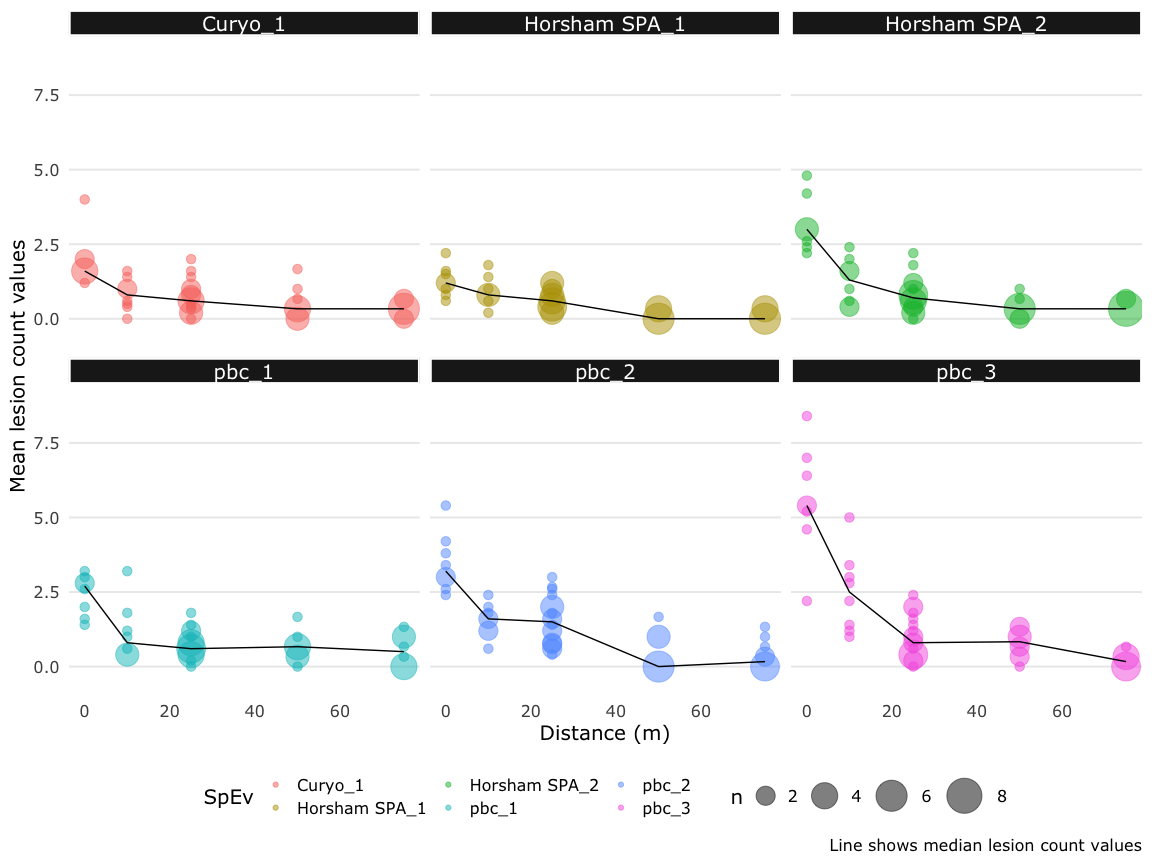 Curyo_1 Horsham SPA_1 Horsham SPA_2
7.5
5.0
2.5
0.0
Mean lesion count values
pbc_1 pbc_2 pbc_3
7.5
5.0
2.5
0.0
0 20 40 60 0 20 40 60 0 20 40 60
Distance (m)
SpEv Curyo_1 Horsham SPA_2 pbc_2 n 2 4 6 8
Horsham SPA_1 pbc_1 pbc_3
Line shows median lesion count values